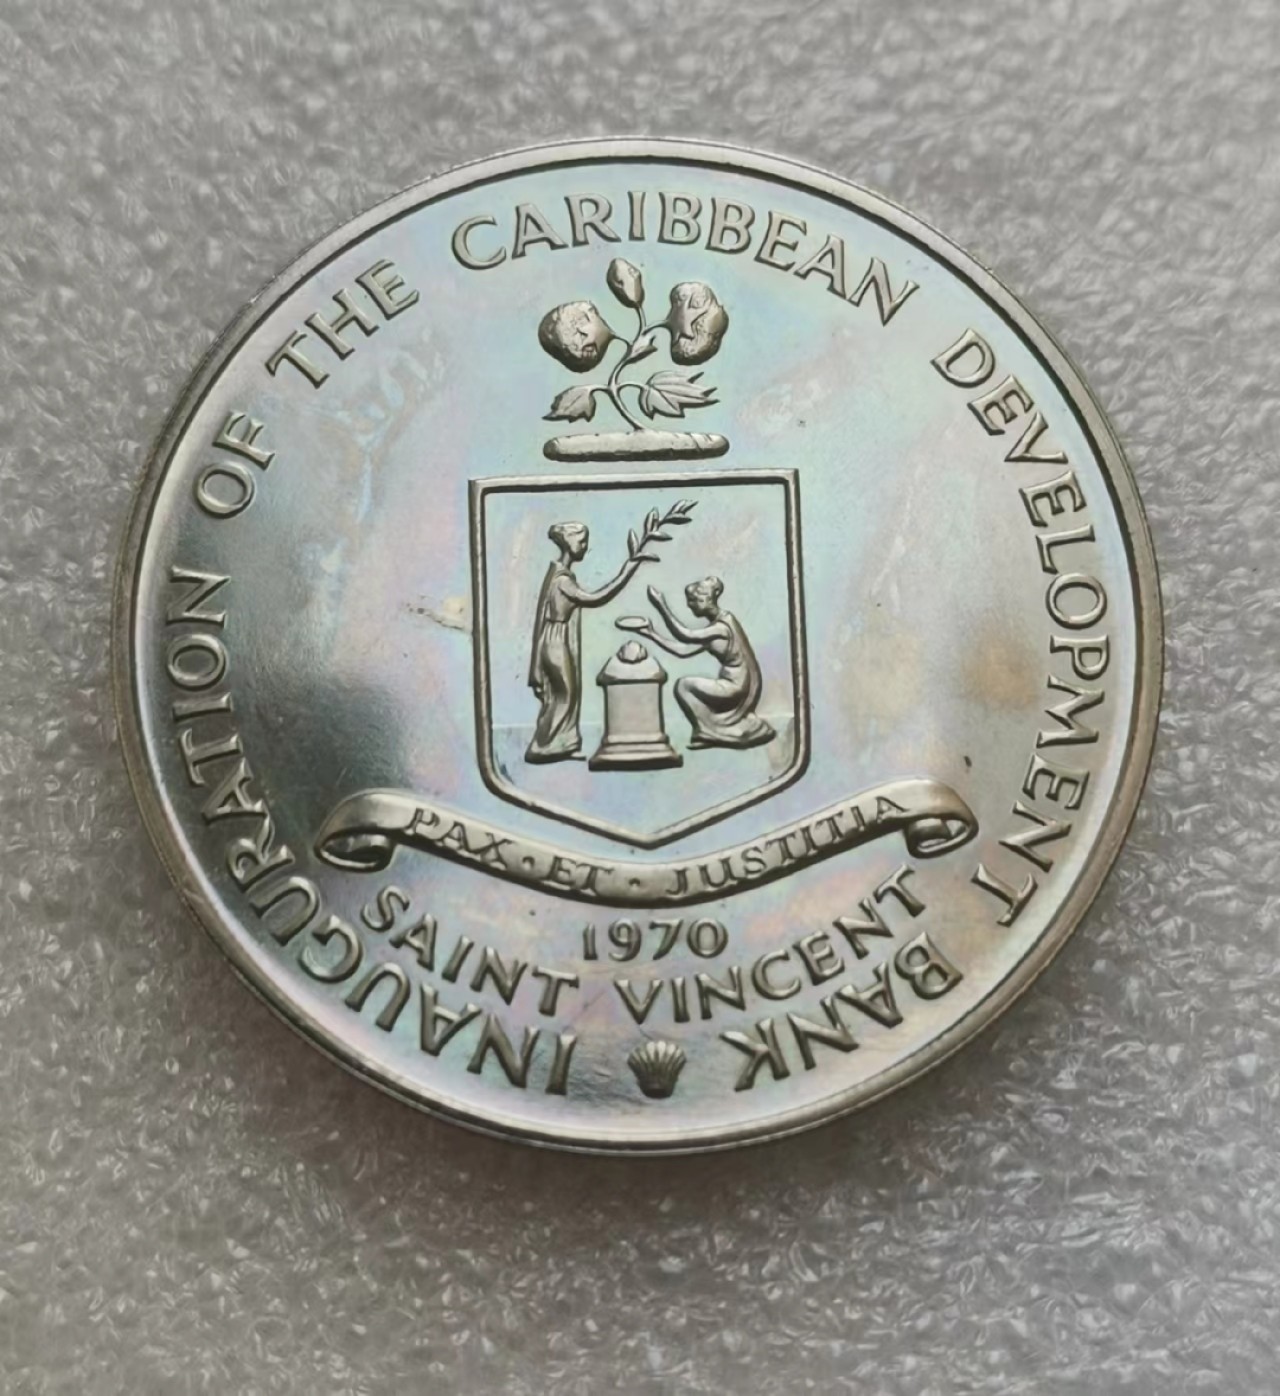 INAUGURATION OF THE CARIBBEAN DEVELOPMENT BANK
PAX · ET · JUSTITIA
1970
SAINT VINCENT